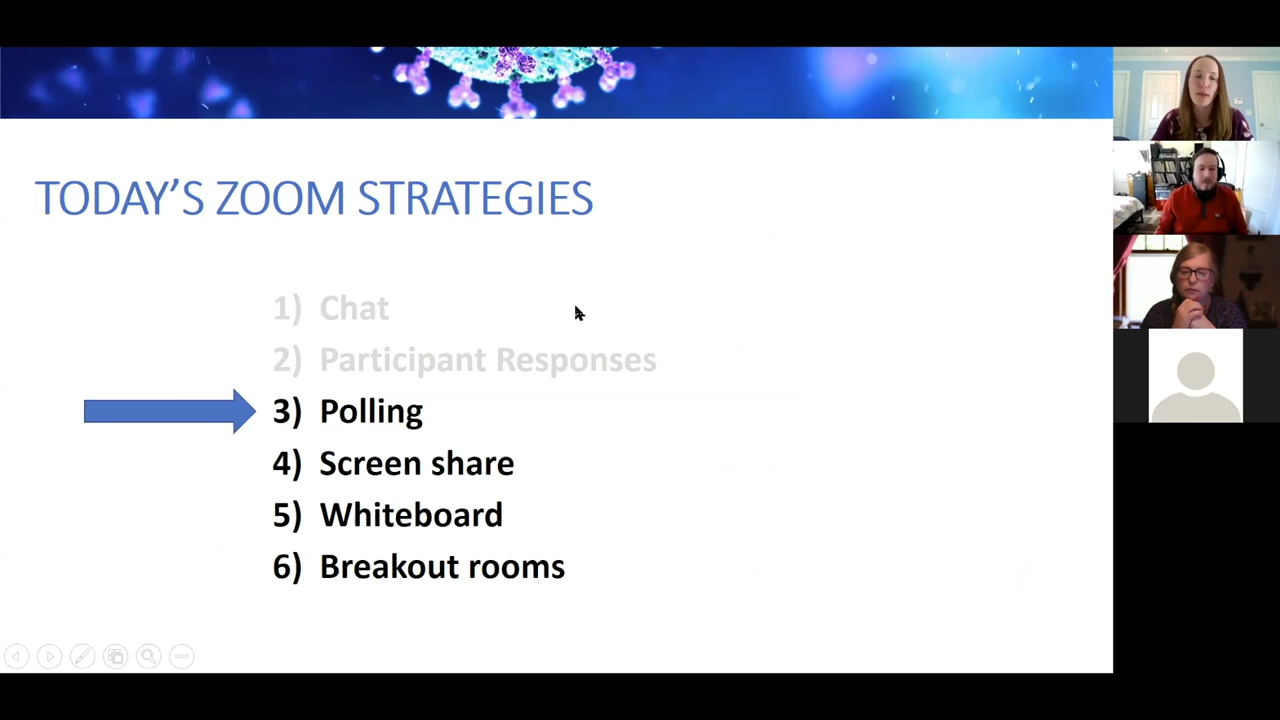 TODAY'S ZOOM STRATEGIES
1) Chat
2) Participant Responses
3) Polling
4) Screen share
5) Whiteboard
6) Breakout rooms